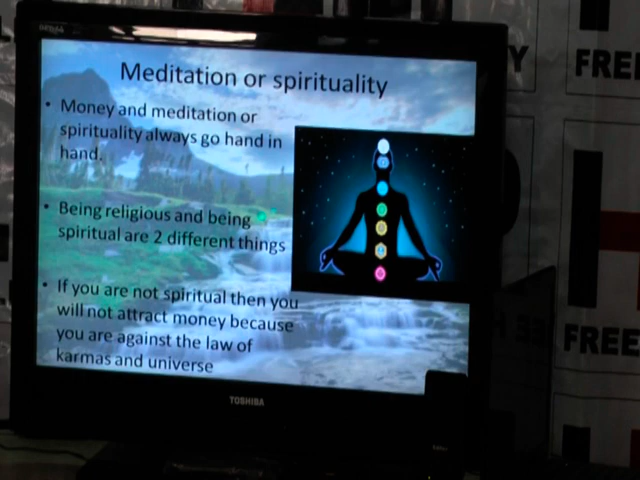 Meditation or spirituality
• Money and meditation or
spirituality always go hand in
hand.
• Being religious and being
spiritual are 2 different things
• If you are not spiritual then you
will not attract money because
you are against the law of
karmas and universe
TOSHIBA
Y
FREE
FREE